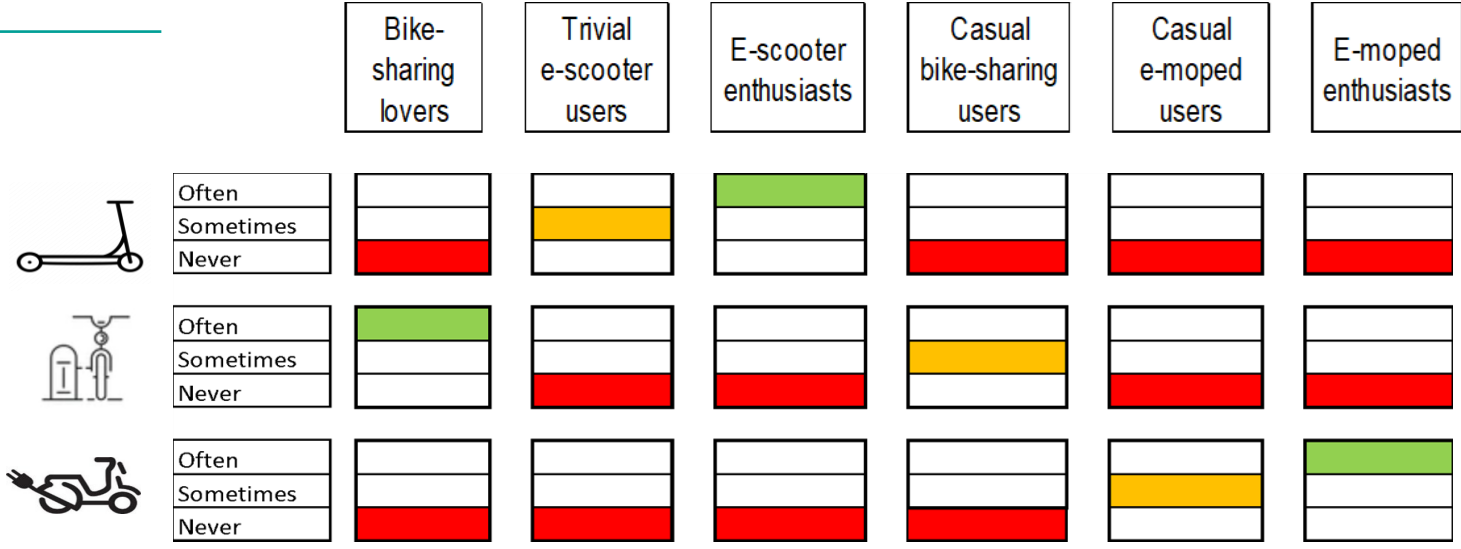 Bike-
sharing
lovers
Trivial
e-scooter
users
E-scooter
enthusiasts
Casual
bike-sharing
users
Casual
e-moped
users
E-moped
enthusiasts
Often
Sometimes
Never
Often
Sometimes
Never
Often
Sometimes
Never